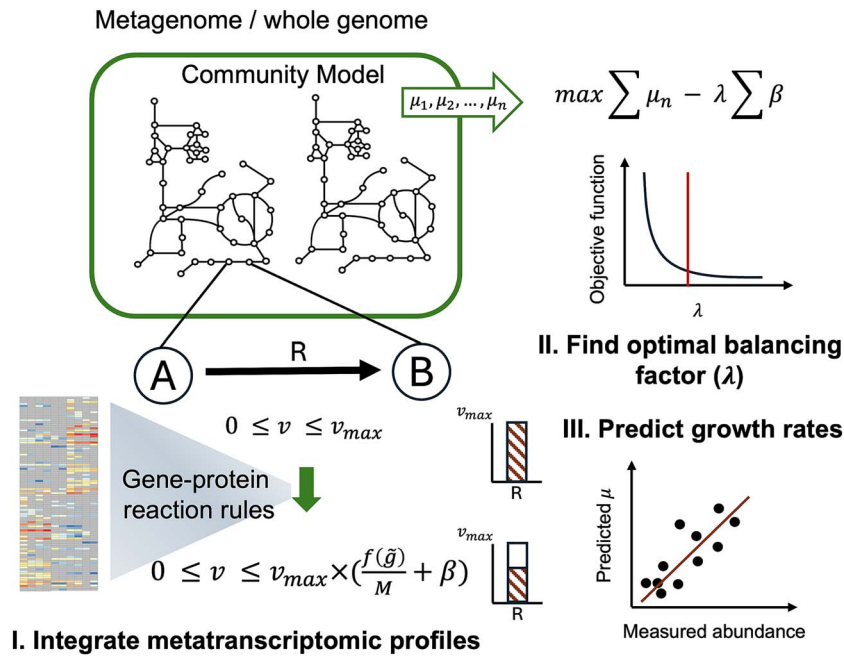 Metagenome / whole genome
Community Model
μ₁, μ₂, …, μₙ
max ∑ μₙ − λ ∑ β
Objective function
λ
II. Find optimal balancing
factor (λ)
A
R
B
0 ≤ v ≤ vₘₐₓ
Gene-protein
reaction rules
0 ≤ v ≤ vₘₐₓ×(f(g̃)/M + β)
vₘₐₓ
R
vₘₐₓ
R
I. Integrate metatranscriptomic profiles
III. Predict growth rates
Predicted μ
Measured abundance